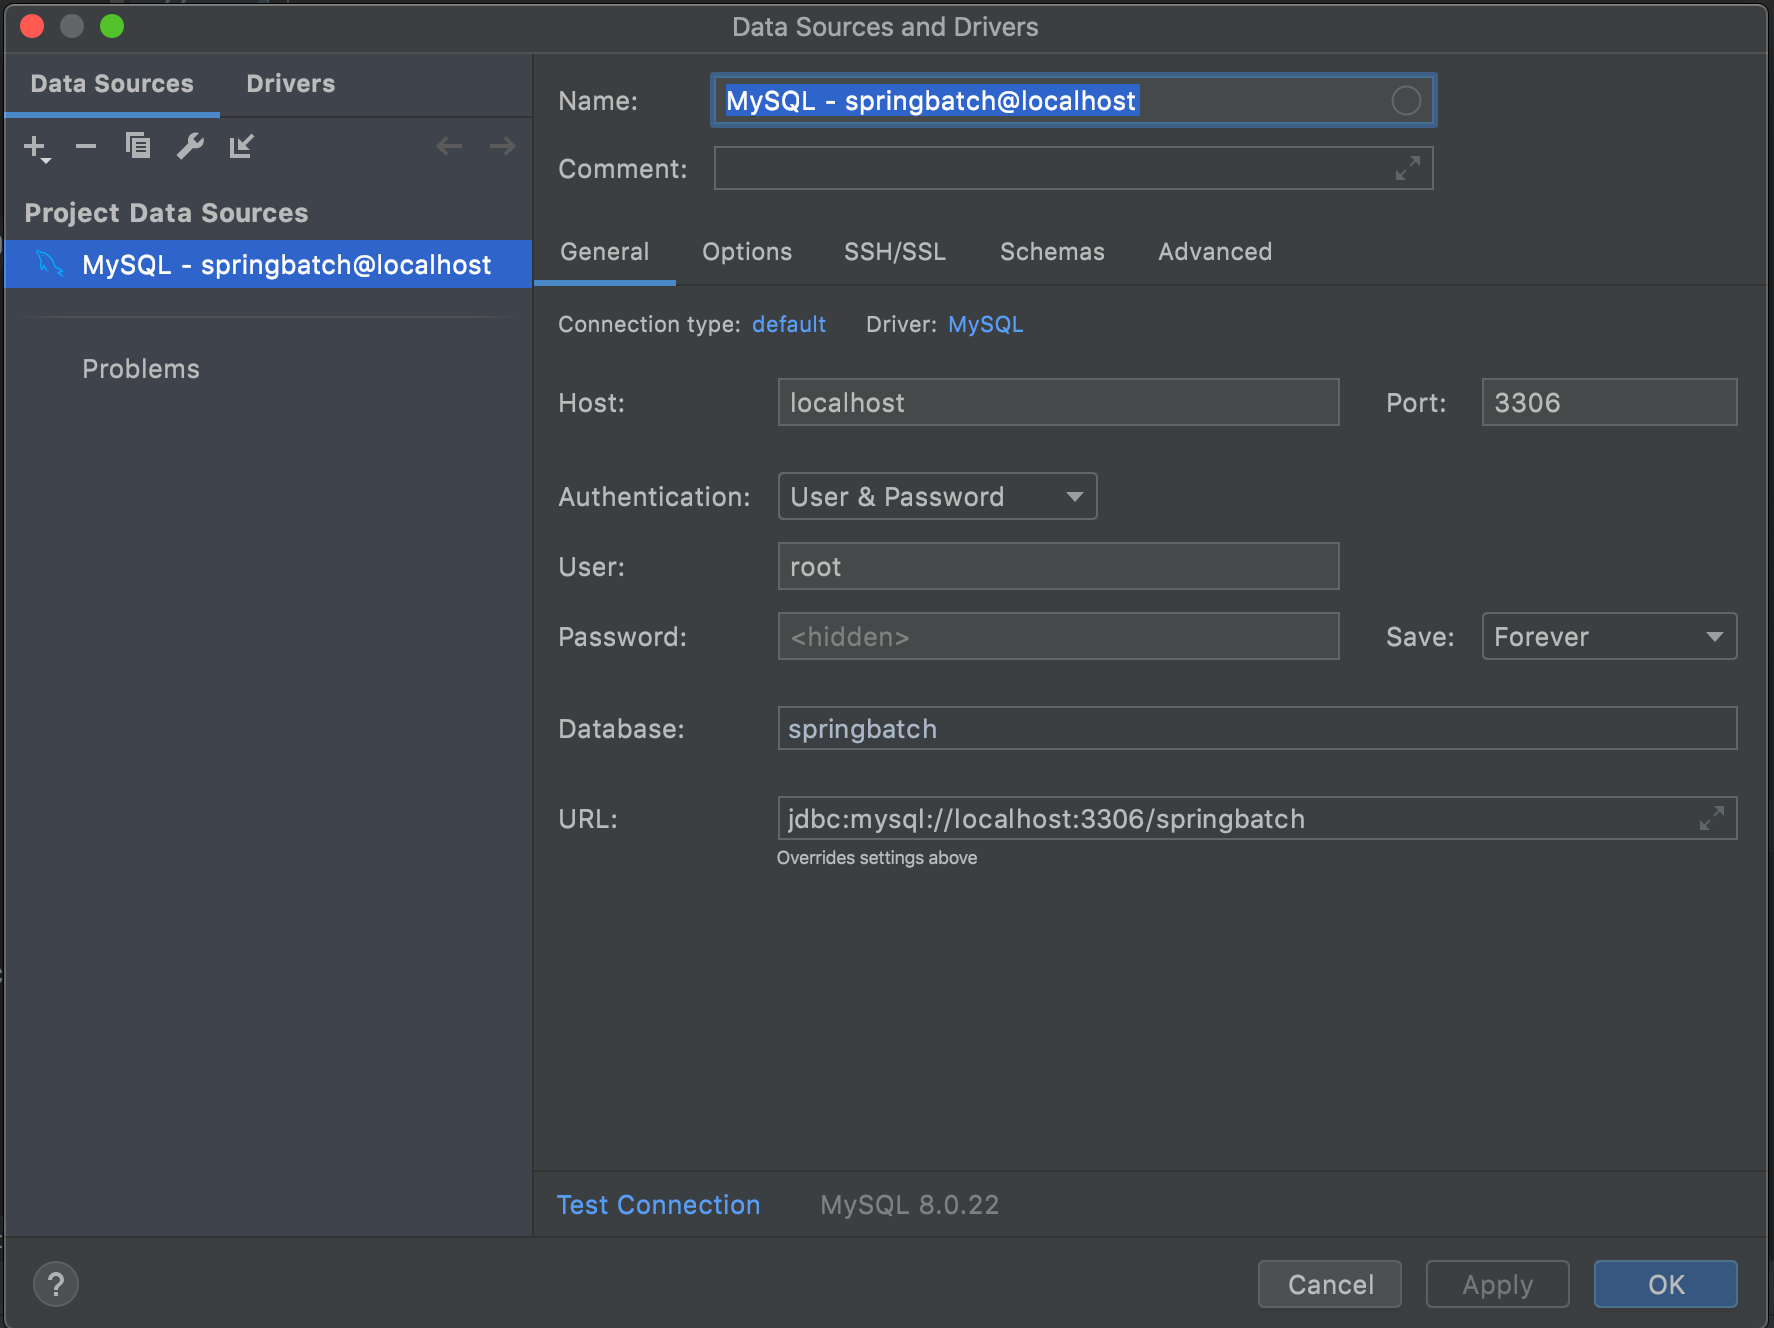 Data Sources and Drivers
Data Sources Drivers
Project Data Sources
MySQL - springbatch@localhost
Problems
Name: MySQL - springbatch@localhost
Comment:
General Options SSH/SSL Schemas Advanced
Connection type: default Driver: MySQL
Host: localhost Port: 3306
Authentication: User & Password
User: root
Password: <hidden> Save: Forever
Database: springbatch
URL: jdbc:mysql://localhost:3306/springbatch
Overrides settings above
Test Connection MySQL 8.0.22
? Cancel Apply OK